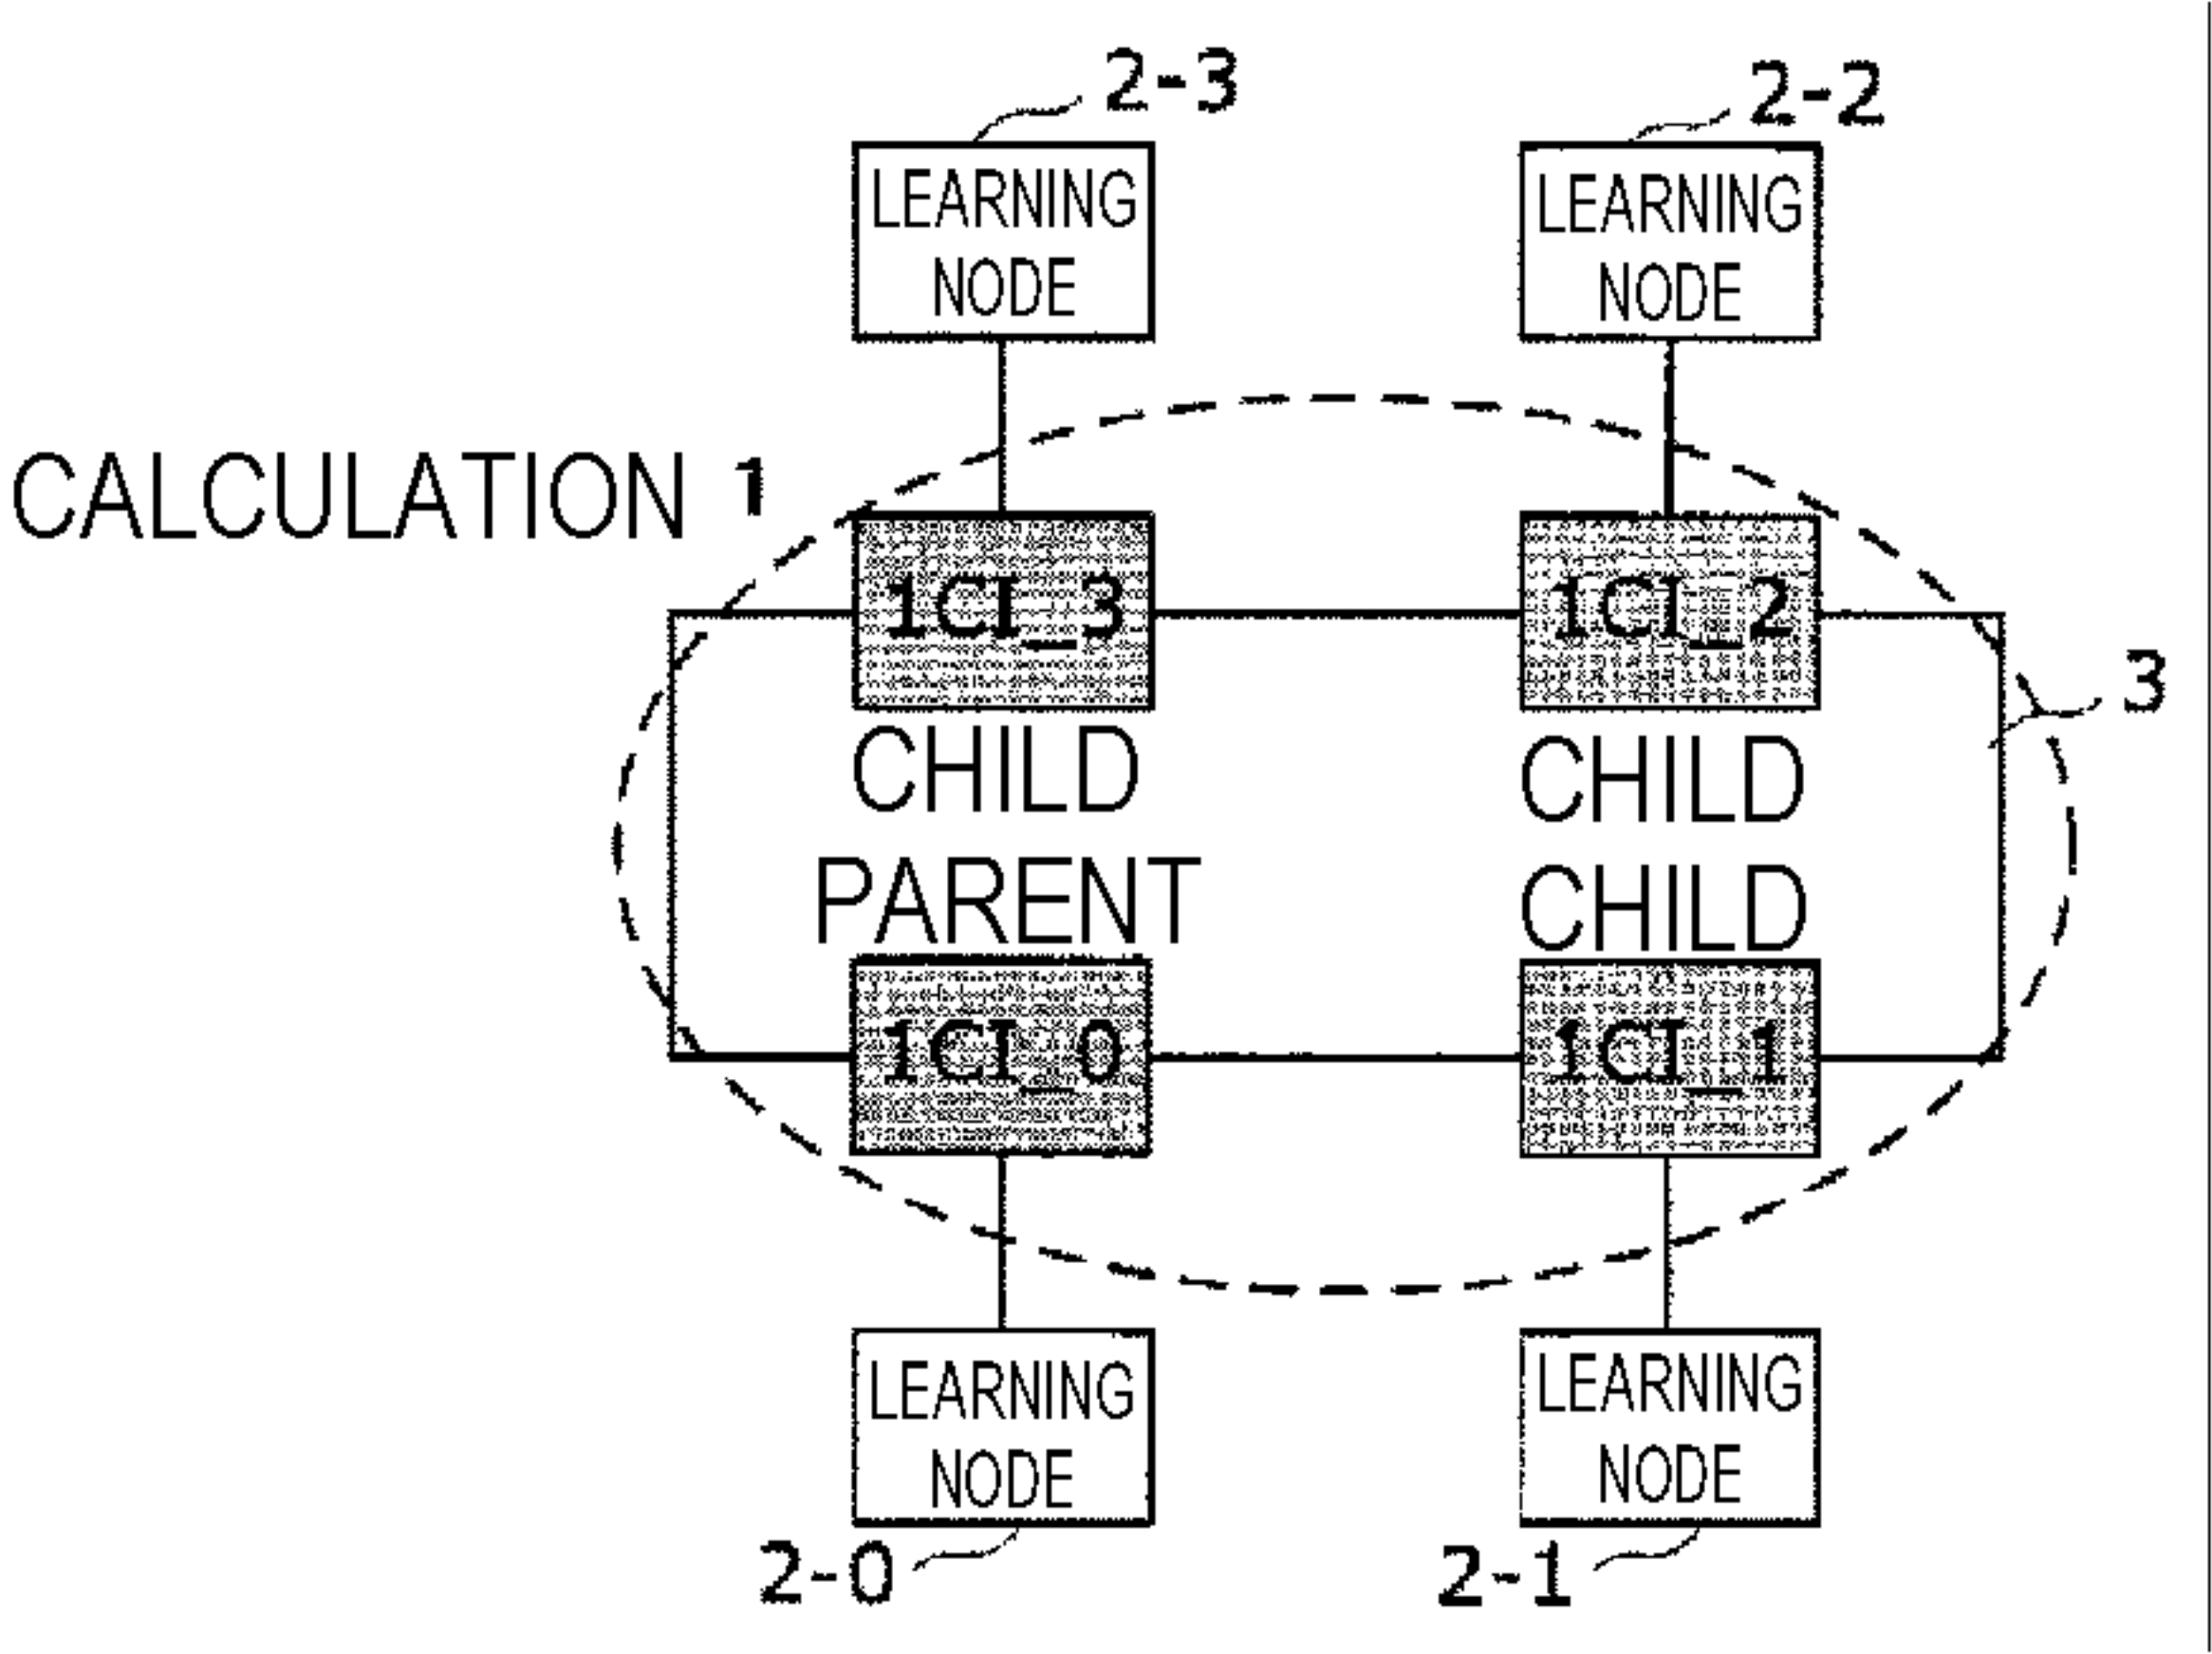 2-3
2-2
LEARNING
NODE
LEARNING
NODE
CALCULATION 1
1CI_3
1CI_2
3
CHILD
CHILD
PARENT
CHILD
1CI_0
1CI_1
LEARNING
NODE
LEARNING
NODE
2-0
2-1